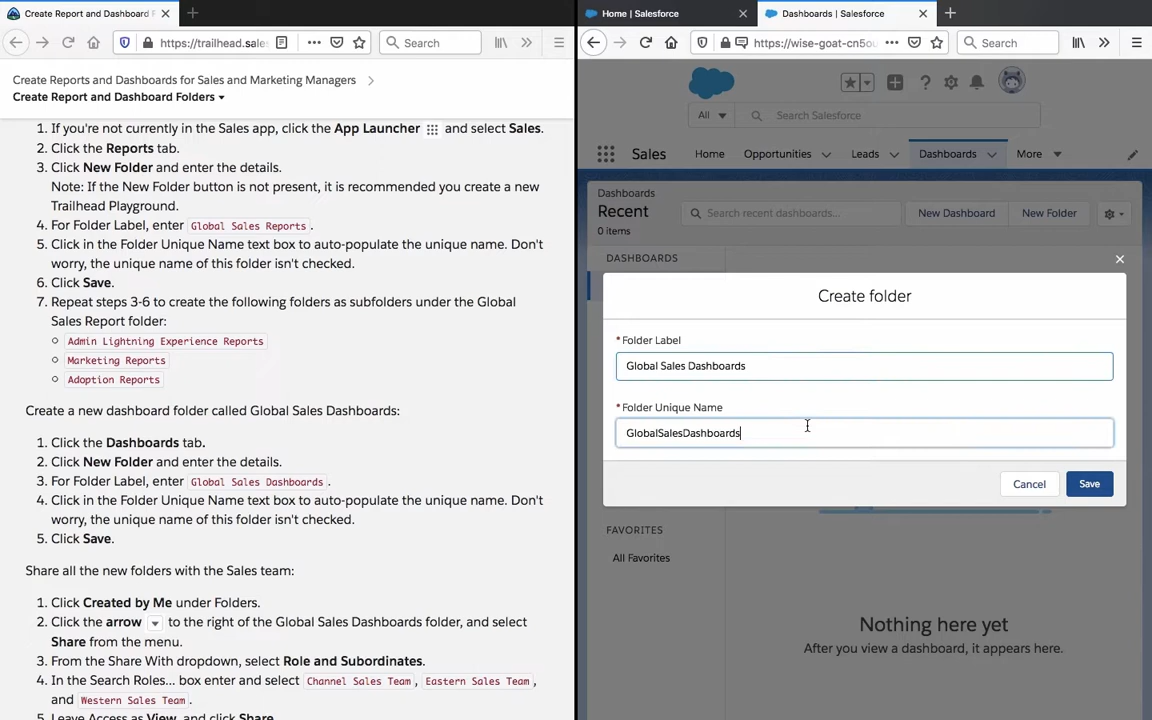 Create Report and Dashboard F
https://trailhead.sales
Search
Create Reports and Dashboards for Sales and Marketing Managers
Create Report and Dashboard Folders
1. If you're not currently in the Sales app, click the App Launcher and select Sales.
2. Click the Reports tab.
3. Click New Folder and enter the details.
Note: If the New Folder button is not present, it is recommended you create a new
Trailhead Playground.
4. For Folder Label, enter Global Sales Reports.
5. Click in the Folder Unique Name text box to auto-populate the unique name. Don't
worry, the unique name of this folder isn't checked.
6. Click Save.
7. Repeat steps 3-6 to create the following folders as subfolders under the Global
Sales Report folder:
Admin Lightning Experience Reports
Marketing Reports
Adoption Reports
Create a new dashboard folder called Global Sales Dashboards:
1. Click the Dashboards tab.
2. Click New Folder and enter the details.
3. For Folder Label, enter Global Sales Dashboards.
4. Click in the Folder Unique Name text box to auto-populate the unique name. Don't
worry, the unique name of this folder isn't checked.
5. Click Save.
Share all the new folders with the Sales team:
1. Click Created by Me under Folders.
2. Click the arrow to the right of the Global Sales Dashboards folder, and select
Share from the menu.
3. From the Share With dropdown, select Role and Subordinates.
4. In the Search Roles... box enter and select Channel Sales Team, Eastern Sales Team,
and Western Sales Team.
5. Leave Access as View, and click Share.
Home | Salesforce
Dashboards | Salesforce
https://wise-goat-cn5ou
Search
All
Search Salesforce
Sales
Home
Opportunities
Leads
Dashboards
More
Dashboards
Recent
0 items
Search recent dashboards...
New Dashboard
New Folder
DASHBOARDS
Create folder
*Folder Label
Global Sales Dashboards
*Folder Unique Name
GlobalSalesDashboards
Cancel
Save
FAVORITES
All Favorites
Nothing here yet
After you view a dashboard, it appears here.